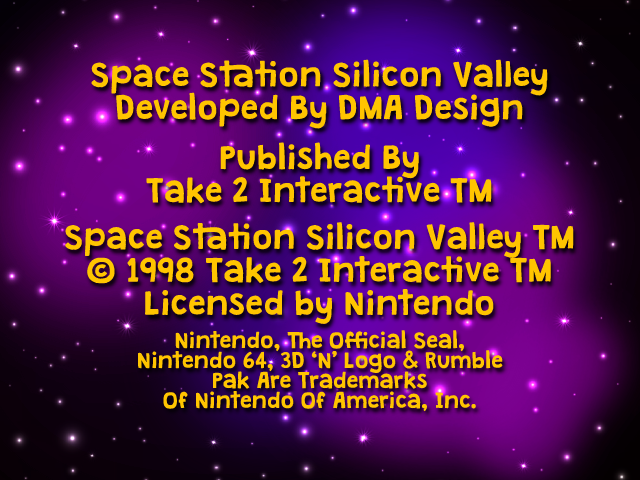 Space Station Silicon Valley
Developed By DMA Design
Published By
Take 2 Interactive TM
Space Station Silicon Valley TM
© 1998 Take 2 Interactive TM
Licensed by Nintendo
Nintendo, The Official Seal,
Nintendo 64, 3D ‘N’ Logo & Rumble
Pak Are Trademarks
Of Nintendo Of America, Inc.